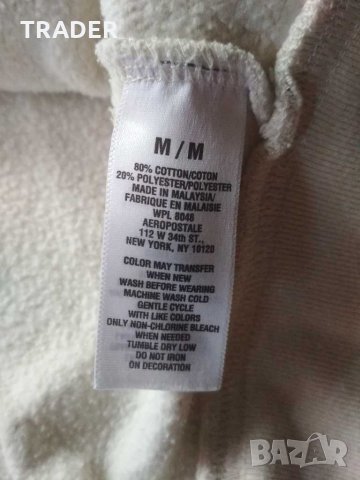 TRADER
M / M
80% COTTON/COTON
20% POLYESTER/POLYESTER
MADE IN MALAYSIA/
FABRIQUE EN MALAISIE
WPL 8048
AEROPOSTALE
112 W 34th ST.,
NEW YORK, NY 10120
COLOR MAY TRANSFER
WHEN NEW
WASH BEFORE WEARING
MACHINE WASH COLD
GENTLE CYCLE
WITH LIKE COLORS
ONLY NON-CHLORINE BLEACH
WHEN NEEDED
TUMBLE DRY LOW
DO NOT IRON
ON DECORATION
BAZAR